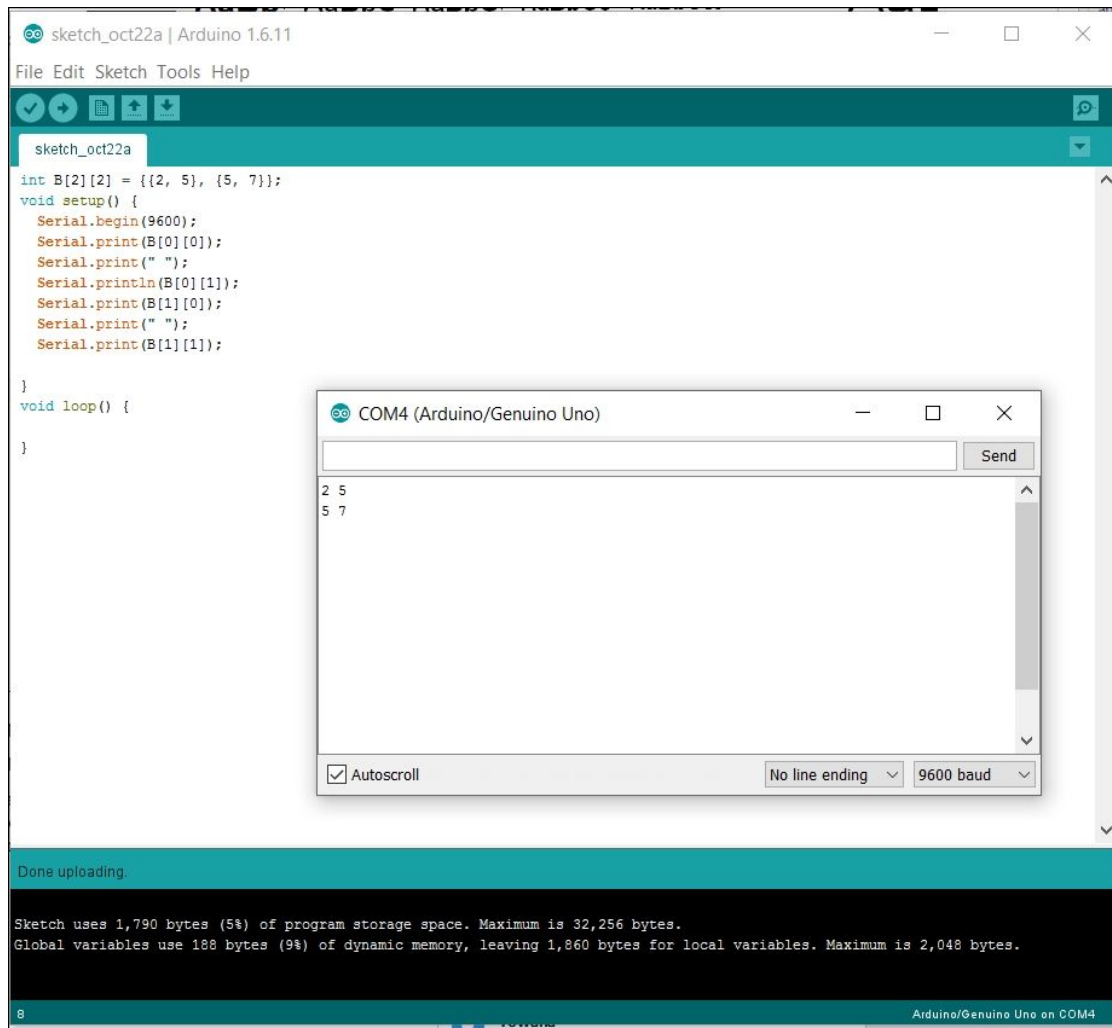 sketch_oct22a | Arduino 1.6.11
File Edit Sketch Tools Help
sketch_oct22a
int B[2][2] = {{2, 5}, {5, 7}};
void setup() {
  Serial.begin(9600);
  Serial.print(B[0][0]);
  Serial.print(" ");
  Serial.println(B[0][1]);
  Serial.print(B[1][0]);
  Serial.print(" ");
  Serial.print(B[1][1]);
}
void loop() {
}
COM4 (Arduino/Genuino Uno)
Send
2 5
5 7
Autoscroll
No line ending
9600 baud
Done uploading.
Sketch uses 1,790 bytes (5%) of program storage space. Maximum is 32,256 bytes.
Global variables use 188 bytes (9%) of dynamic memory, leaving 1,860 bytes for local variables. Maximum is 2,048 bytes.
8
Arduino/Genuino Uno on COM4